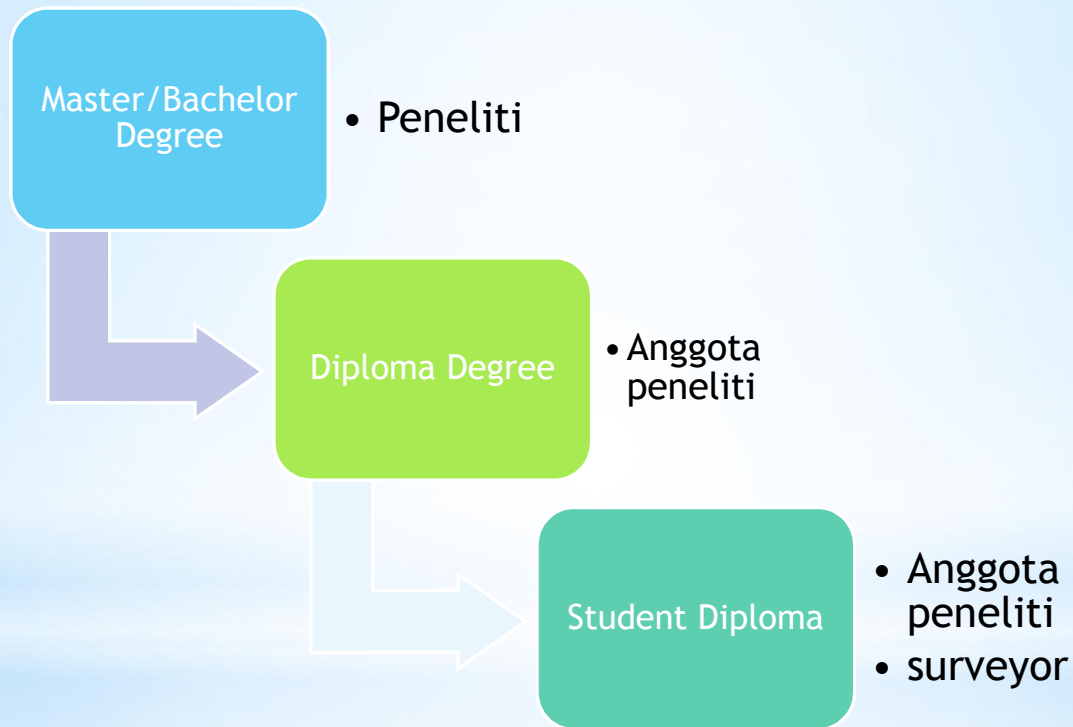 Master/Bachelor
Degree
• Peneliti
Diploma Degree
• Anggota
peneliti
Student Diploma
• Anggota
peneliti
• surveyor